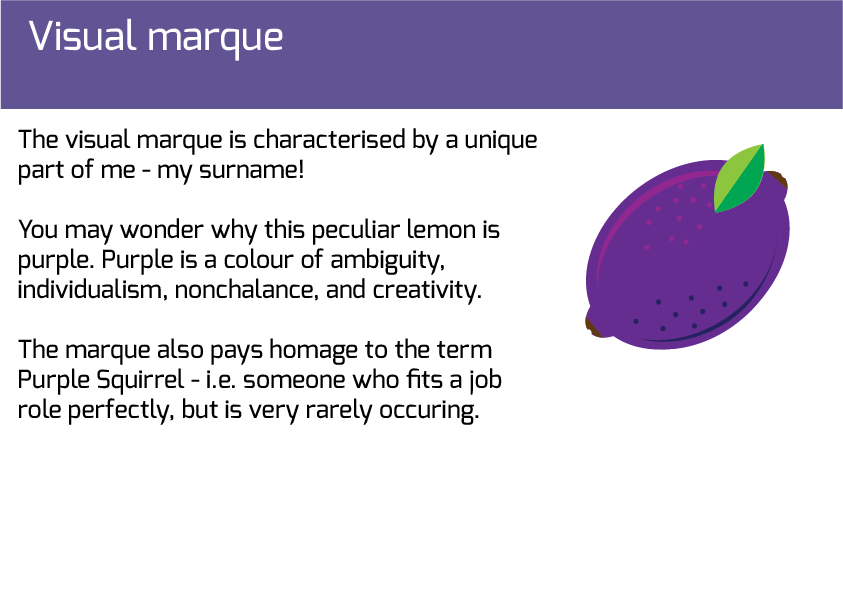 Visual marque
The visual marque is characterised by a unique
part of me - my surname!
You may wonder why this peculiar lemon is
purple. Purple is a colour of ambiguity,
individualism, nonchalance, and creativity.
The marque also pays homage to the term
Purple Squirrel - i.e. someone who fits a job
role perfectly, but is very rarely occuring.